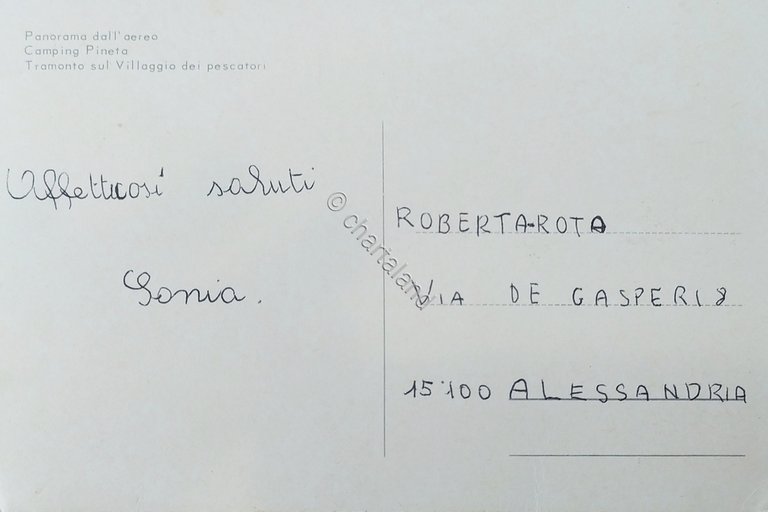 Panorama dall'aereo
Camping Pineta
Tramonto sul Villaggio dei pescatori
Affettuosi saluti
Sonia.
© chartaland
ROBERTA-ROTA
VIA DE GASPERI 8
15100 ALESSANDRIA